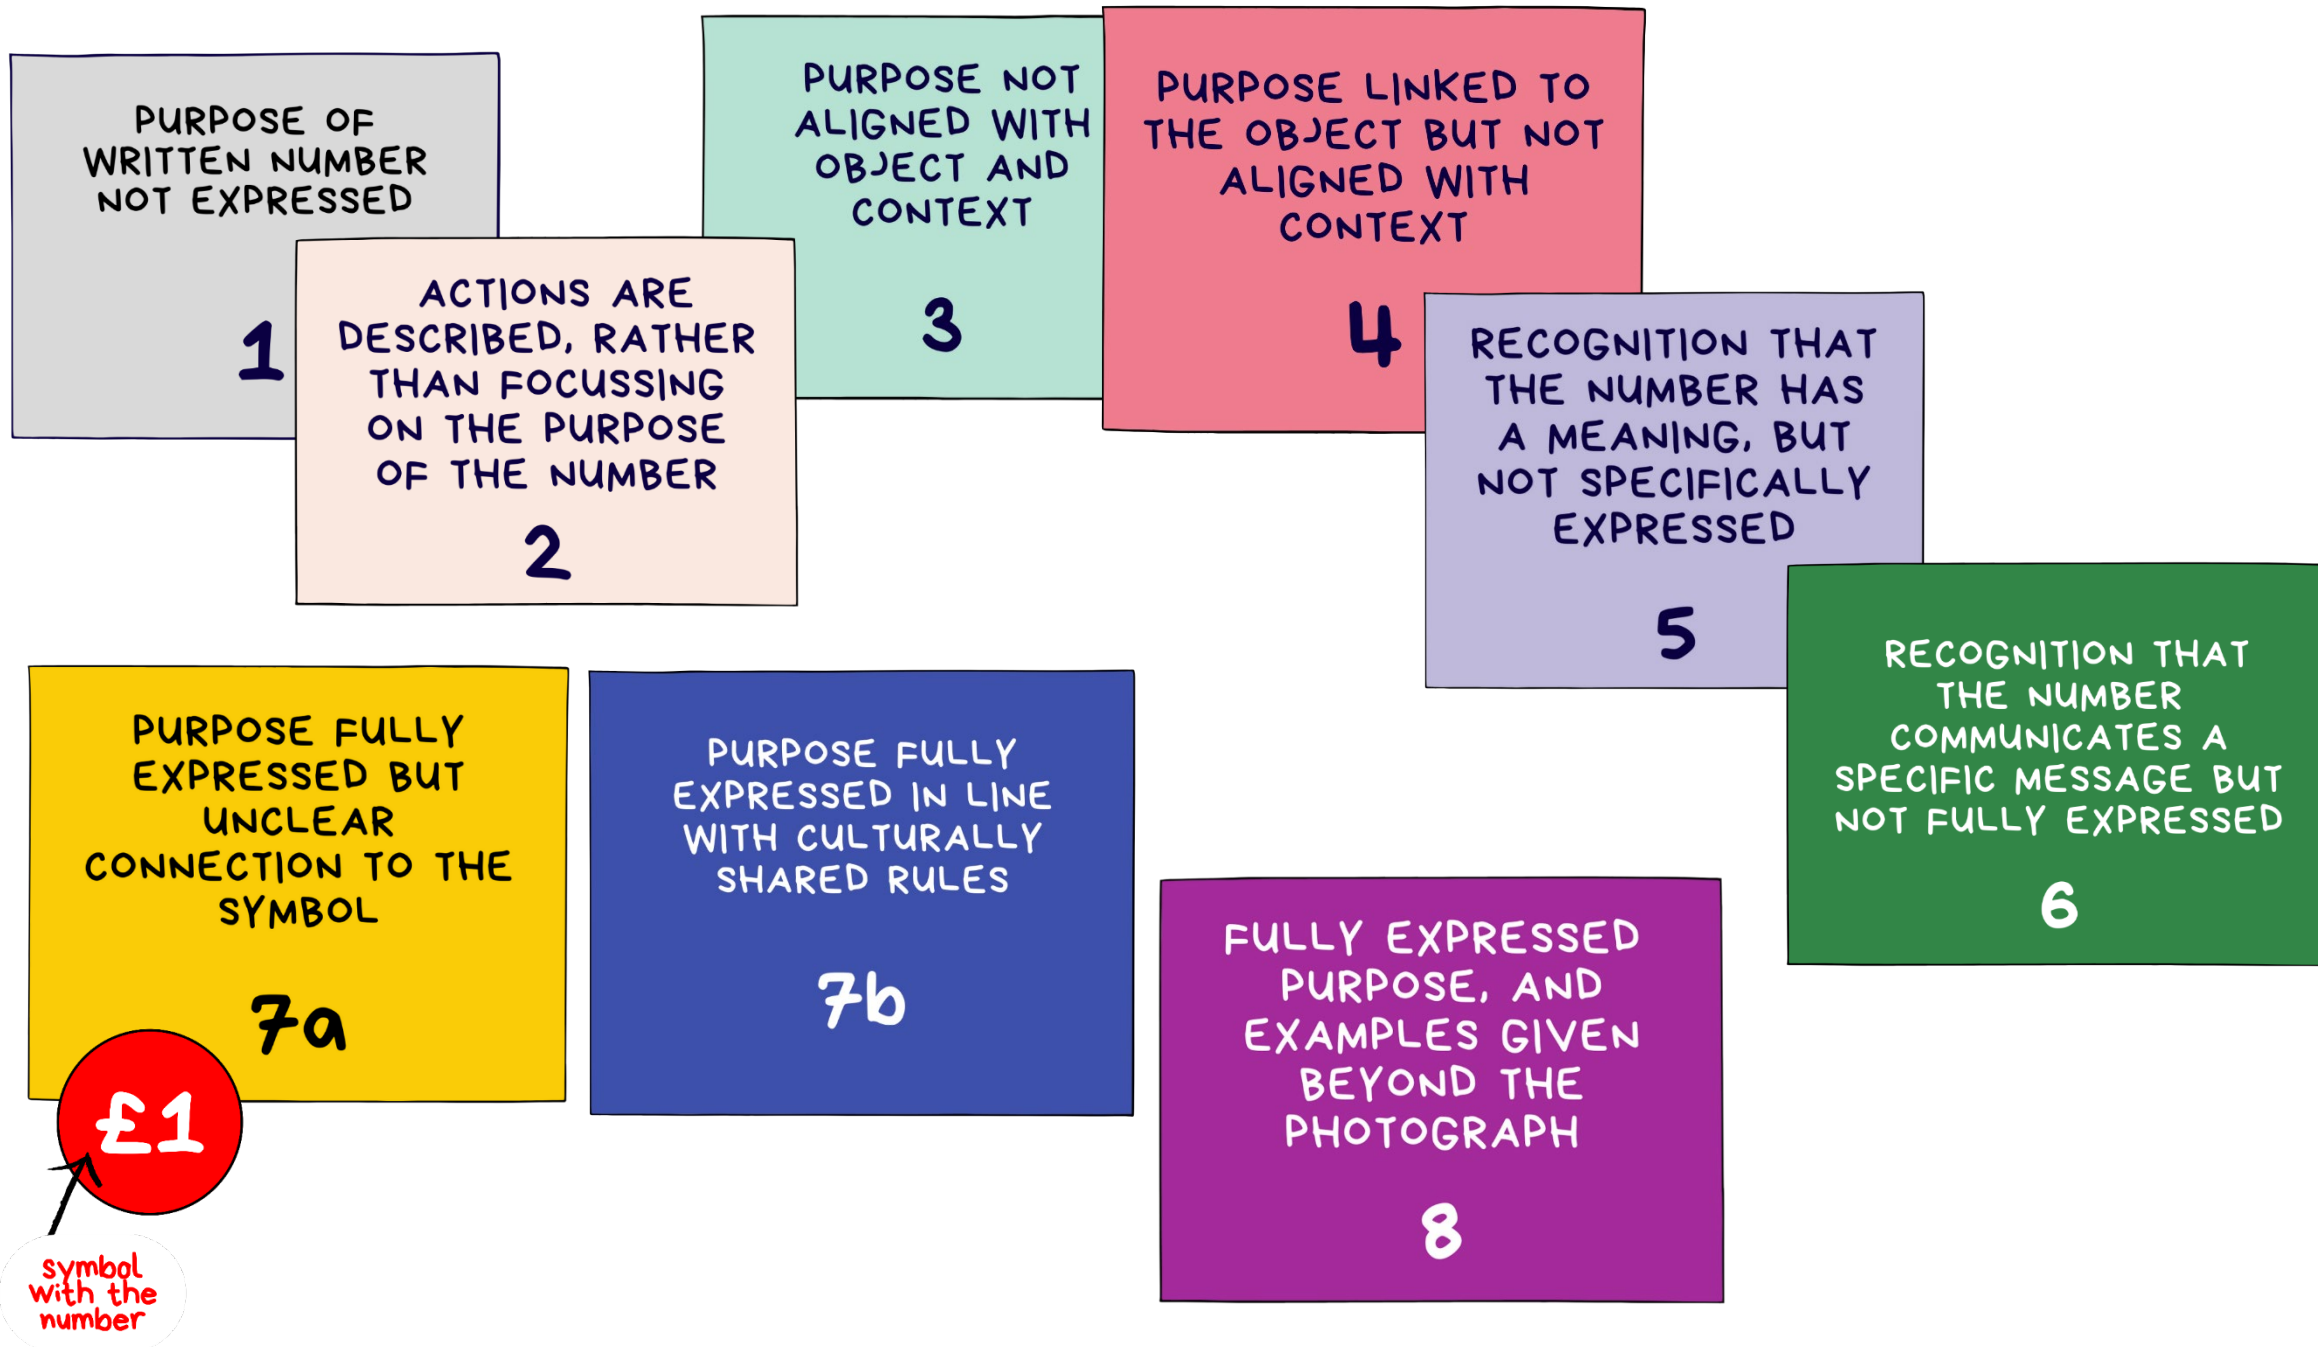 PURPOSE OF
WRITTEN NUMBER
NOT EXPRESSED
1
ACTIONS ARE
DESCRIBED, RATHER
THAN FOCUSSING
ON THE PURPOSE
OF THE NUMBER
2
PURPOSE NOT
ALIGNED WITH
OBJECT AND
CONTEXT
3
PURPOSE LINKED TO
THE OBJECT BUT NOT
ALIGNED WITH
CONTEXT
4
RECOGNITION THAT
THE NUMBER HAS
A MEANING, BUT
NOT SPECIFICALLY
EXPRESSED
5
RECOGNITION THAT
THE NUMBER
COMMUNICATES A
SPECIFIC MESSAGE BUT
NOT FULLY EXPRESSED
6
PURPOSE FULLY
EXPRESSED BUT
UNCLEAR
CONNECTION TO THE
SYMBOL
7a
£1
symbol
with the
number
PURPOSE FULLY
EXPRESSED IN LINE
WITH CULTURALLY
SHARED RULES
7b
FULLY EXPRESSED
PURPOSE, AND
EXAMPLES GIVEN
BEYOND THE
PHOTOGRAPH
8